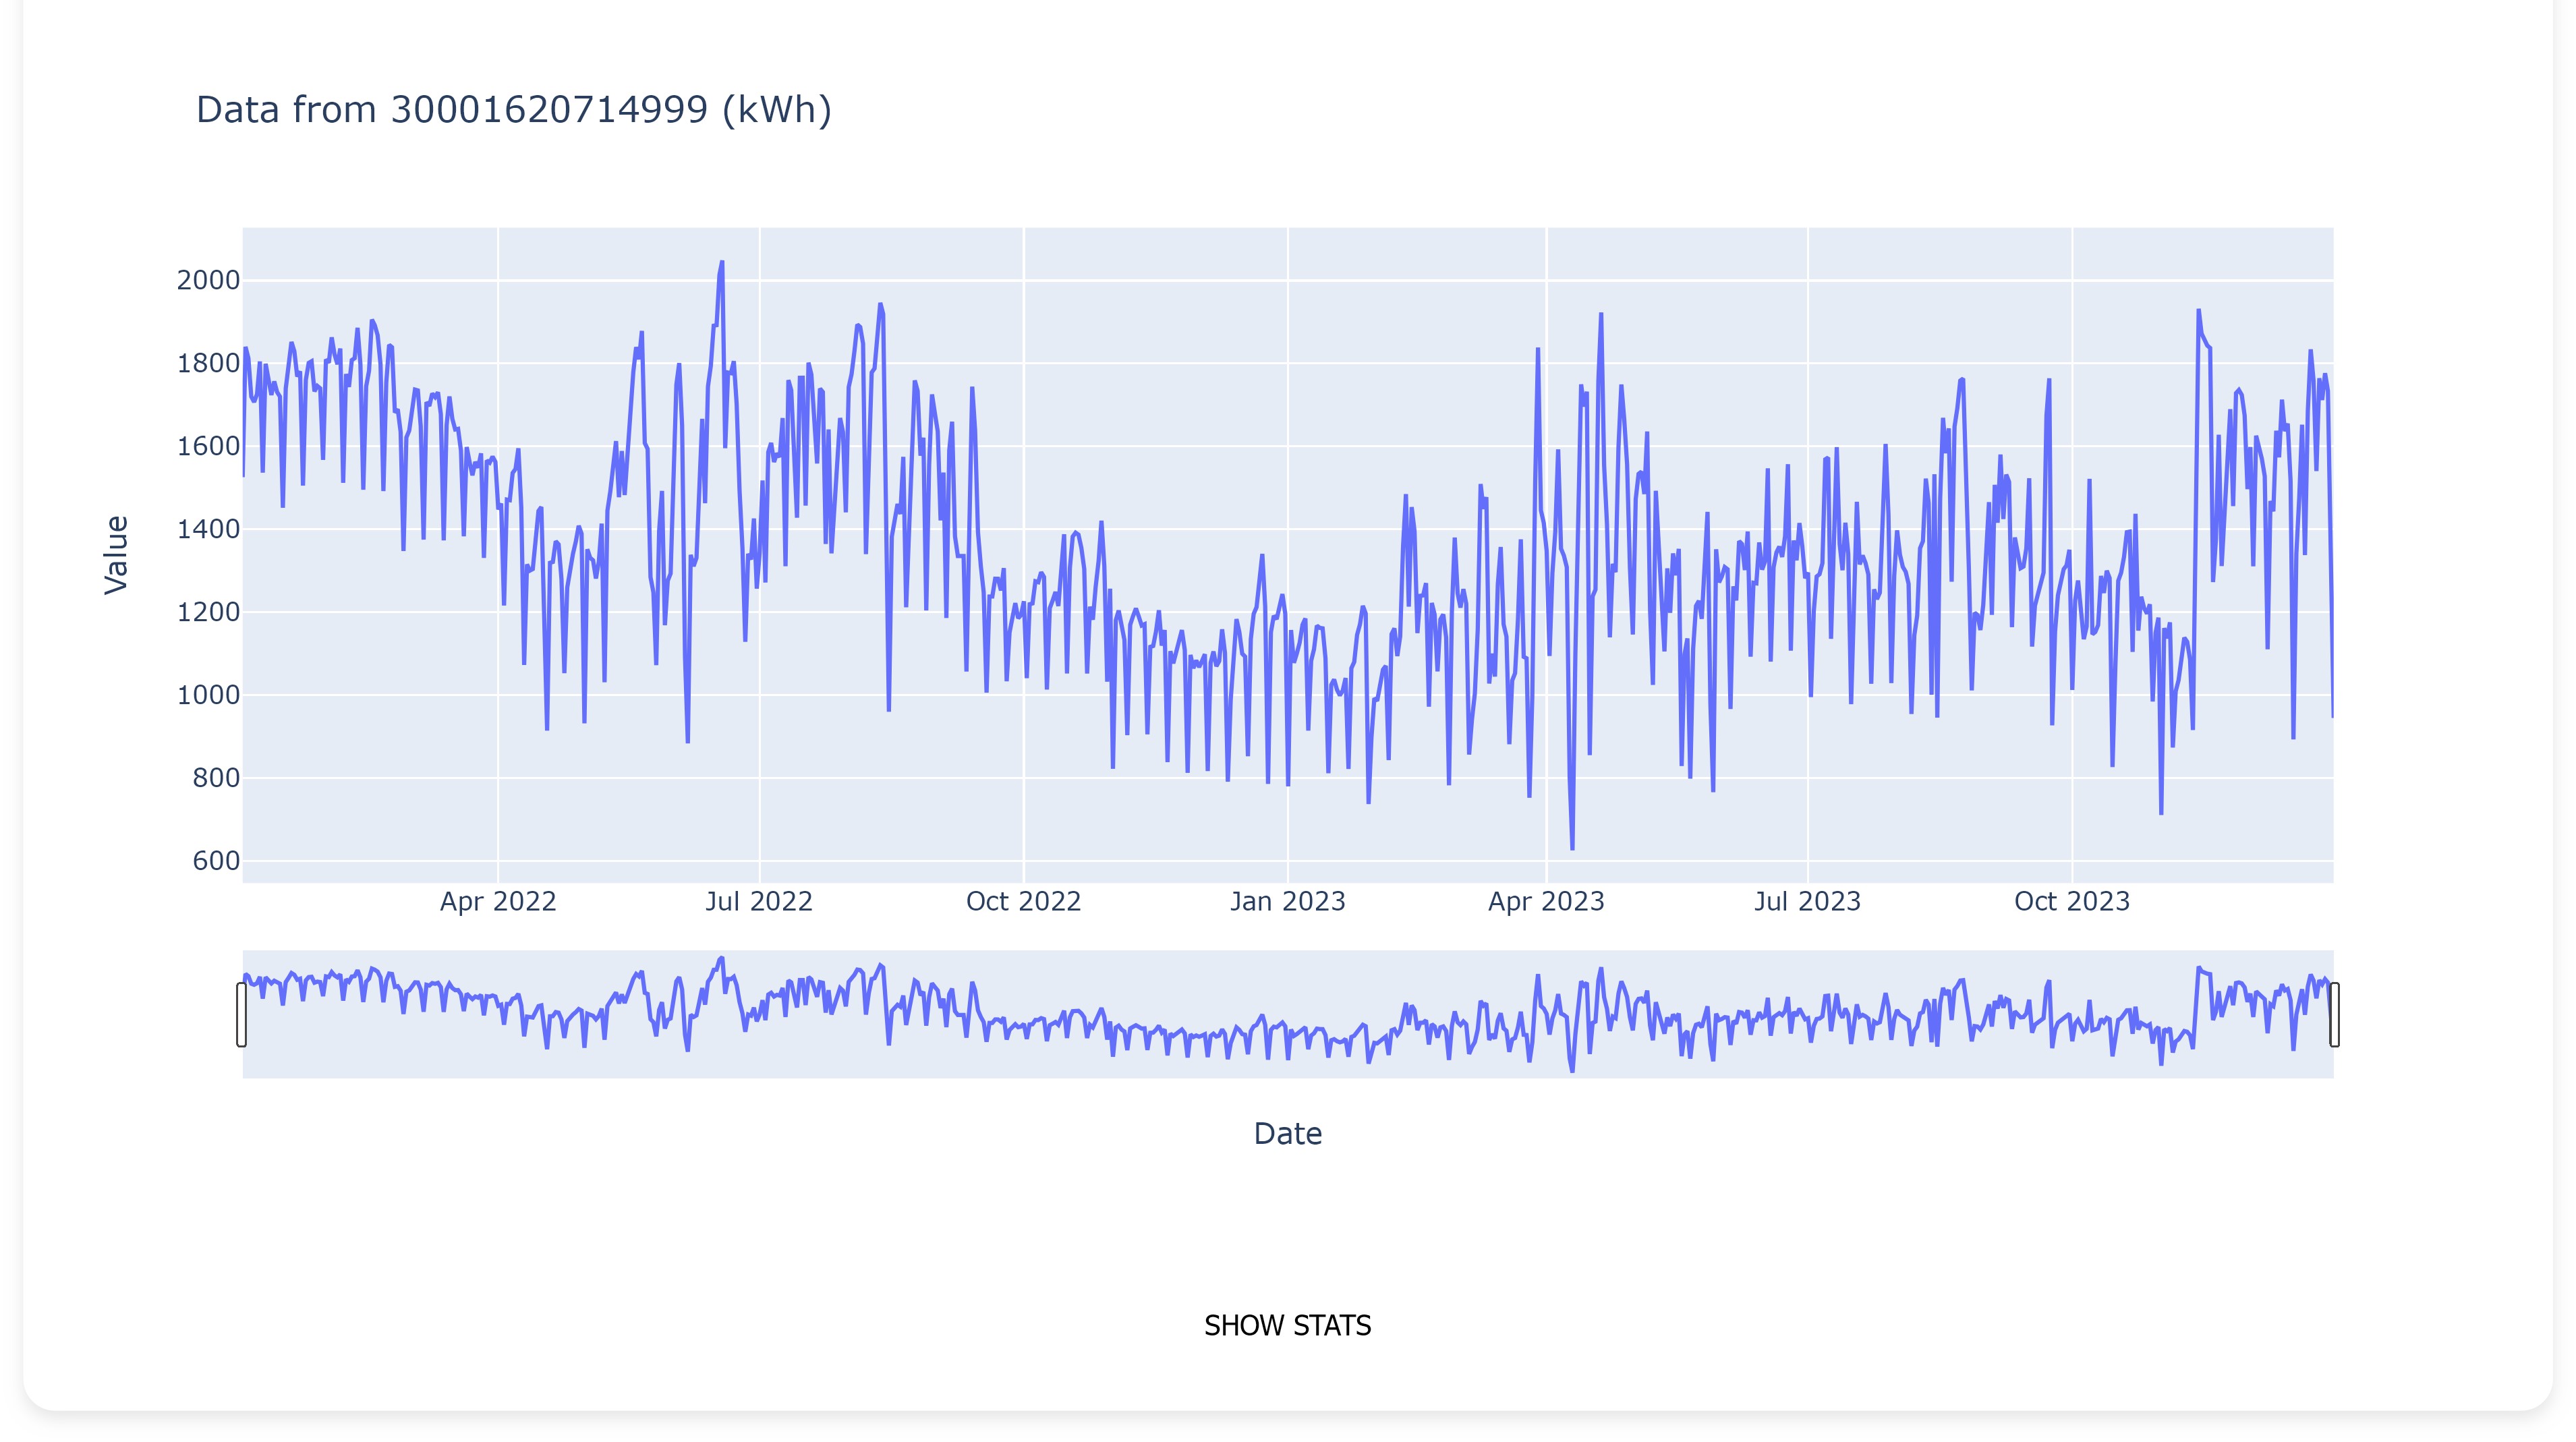 Data from 30001620714999 (kWh)
Value
2000
1800
1600
1400
1200
1000
800
600
Apr 2022
Jul 2022
Oct 2022
Jan 2023
Apr 2023
Jul 2023
Oct 2023
Date
SHOW STATS